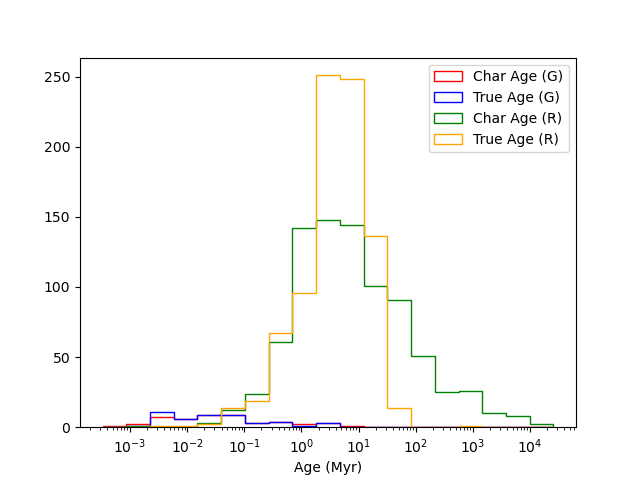 Char Age (G)
True Age (G)
Char Age (R)
True Age (R)
250
200
150
100
50
0
10⁻³ 10⁻² 10⁻¹ 10⁰ 10¹ 10² 10³ 10⁴
Age (Myr)